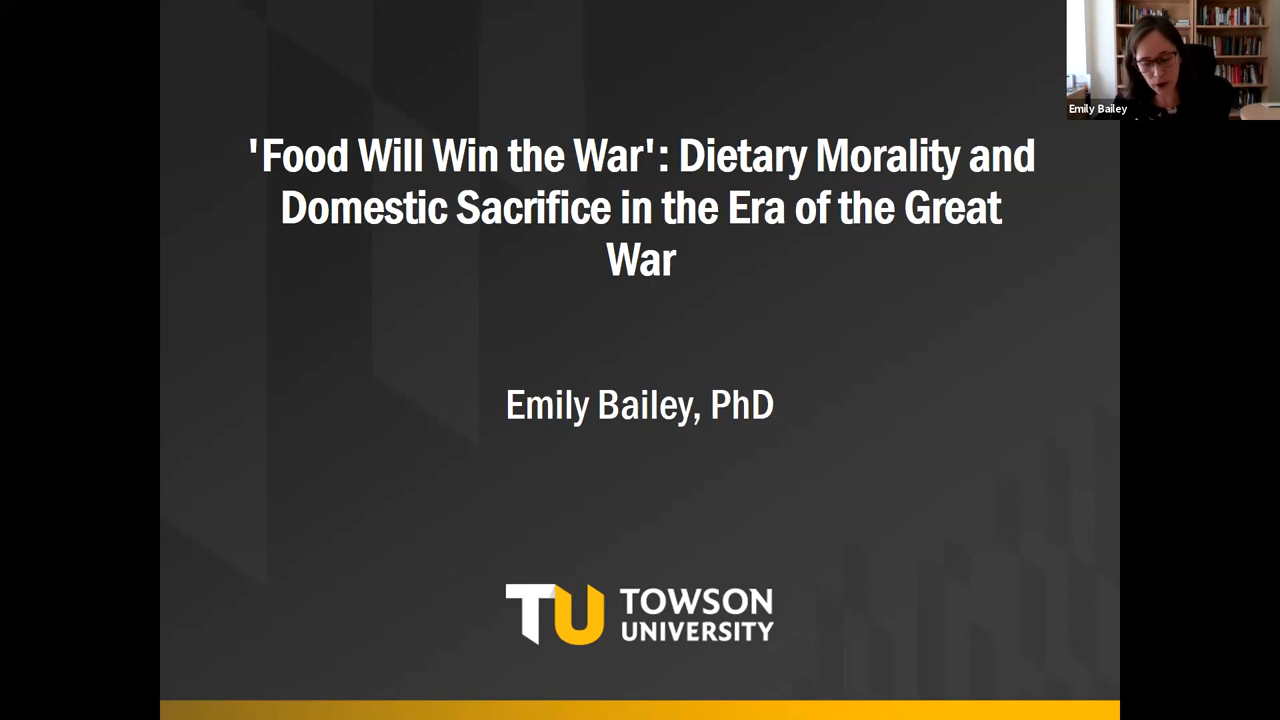 'Food Will Win the War': Dietary Morality and
Domestic Sacrifice in the Era of the Great
War
Emily Bailey, PhD
TU TOWSON
UNIVERSITY
Emily Bailey